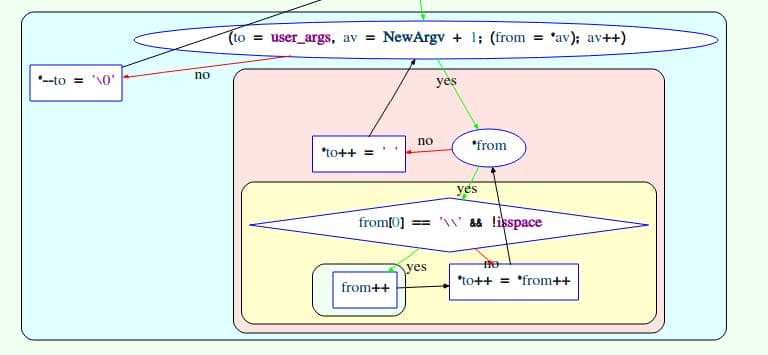 (to = user_args, av = NewArgv + 1; (from = *av); av++)
*--to = '\0'
no
yes
*to++ = ' '
no
*from
yes
from[0] == '\\' && !isspace
yes
no
from++
*to++ = *from++